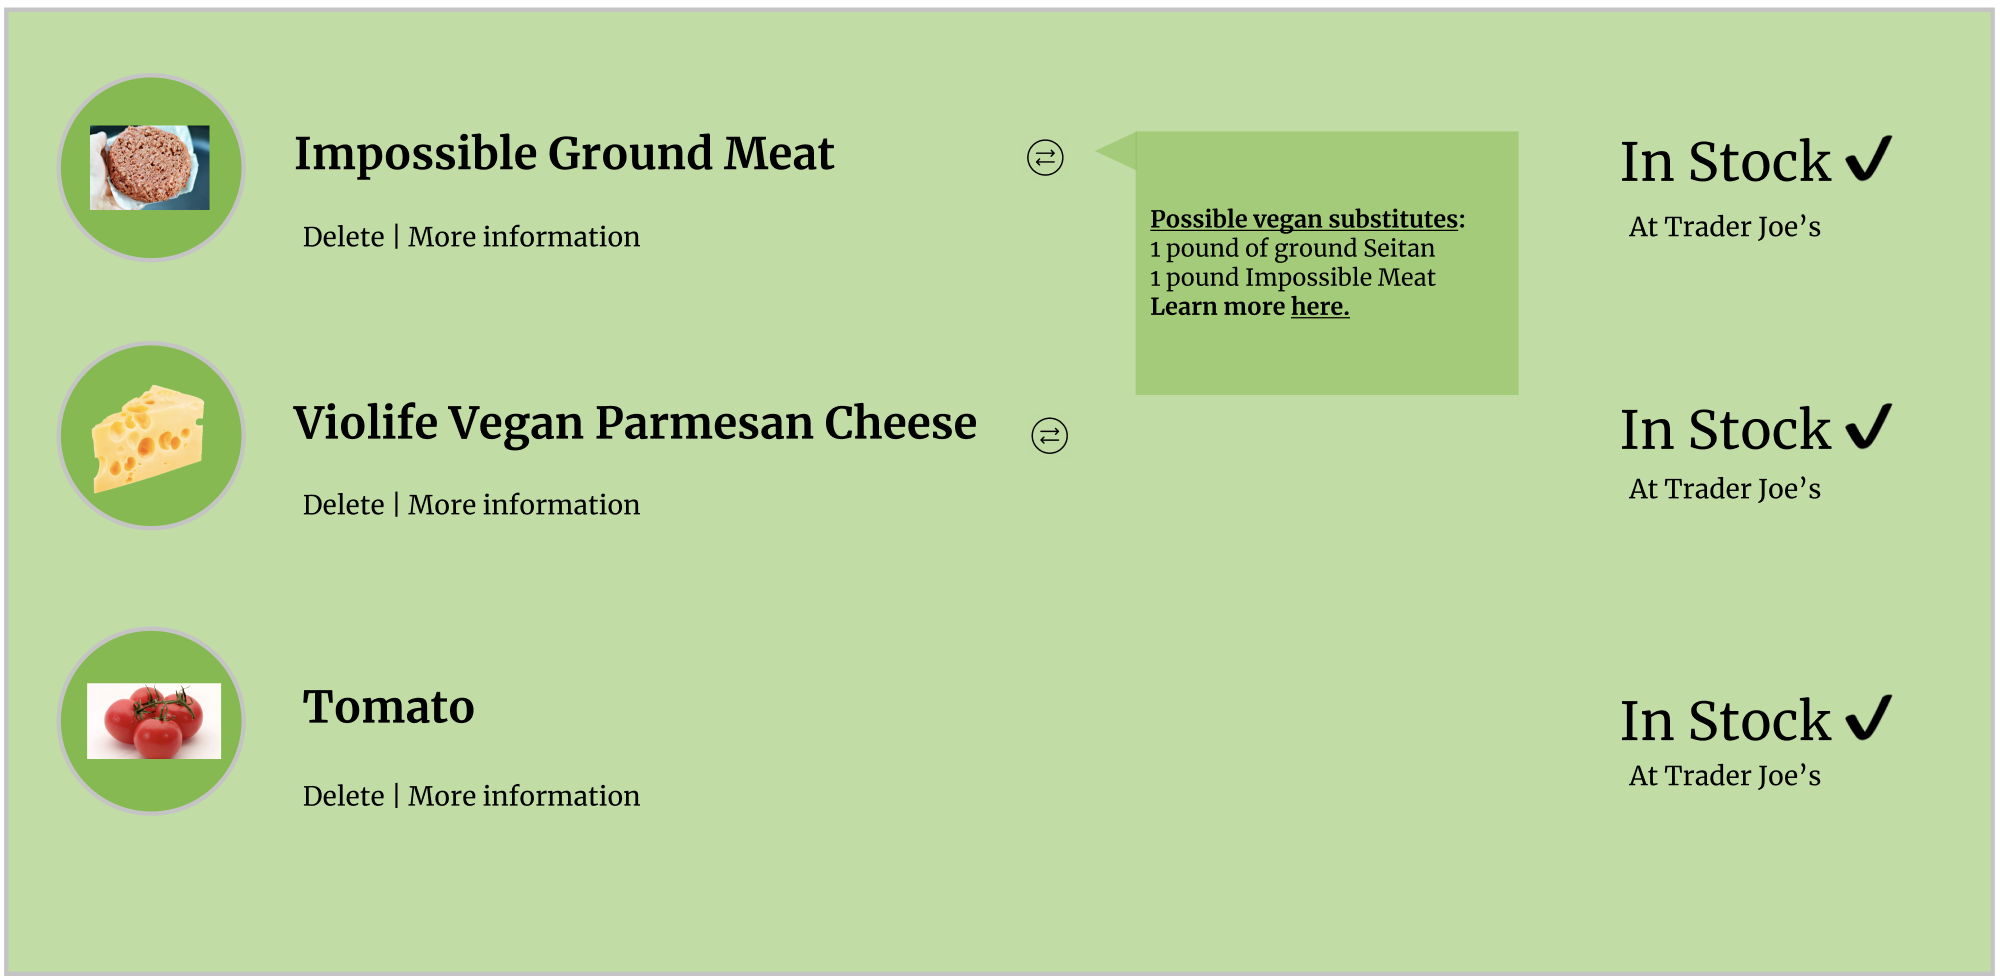 Impossible Ground Meat
Delete | More information
Possible vegan substitutes:
1 pound of ground Seitan
1 pound Impossible Meat
Learn more here.
In Stock ✔
At Trader Joe’s
Violife Vegan Parmesan Cheese
Delete | More information
In Stock ✔
At Trader Joe’s
Tomato
Delete | More information
In Stock ✔
At Trader Joe’s